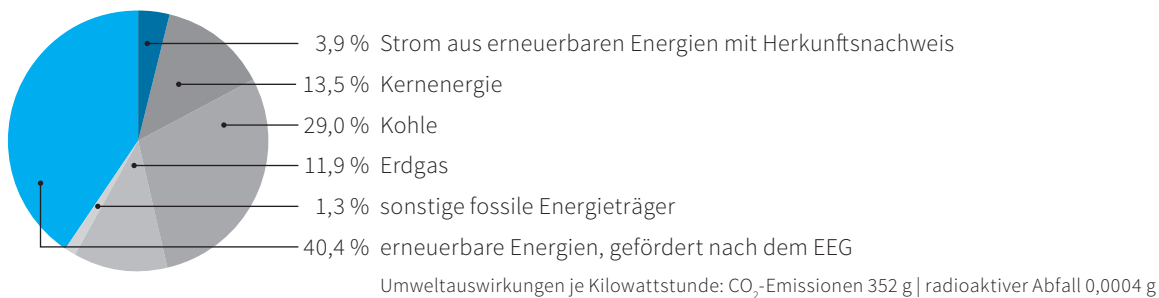 3,9 % Strom aus erneuerbaren Energien mit Herkunftsnachweis
13,5 % Kernenergie
29,0 % Kohle
11,9 % Erdgas
1,3 % sonstige fossile Energieträger
40,4 % erneuerbare Energien, gefördert nach dem EEG
Umweltauswirkungen je Kilowattstunde: CO₂-Emissionen 352 g | radioaktiver Abfall 0,0004 g